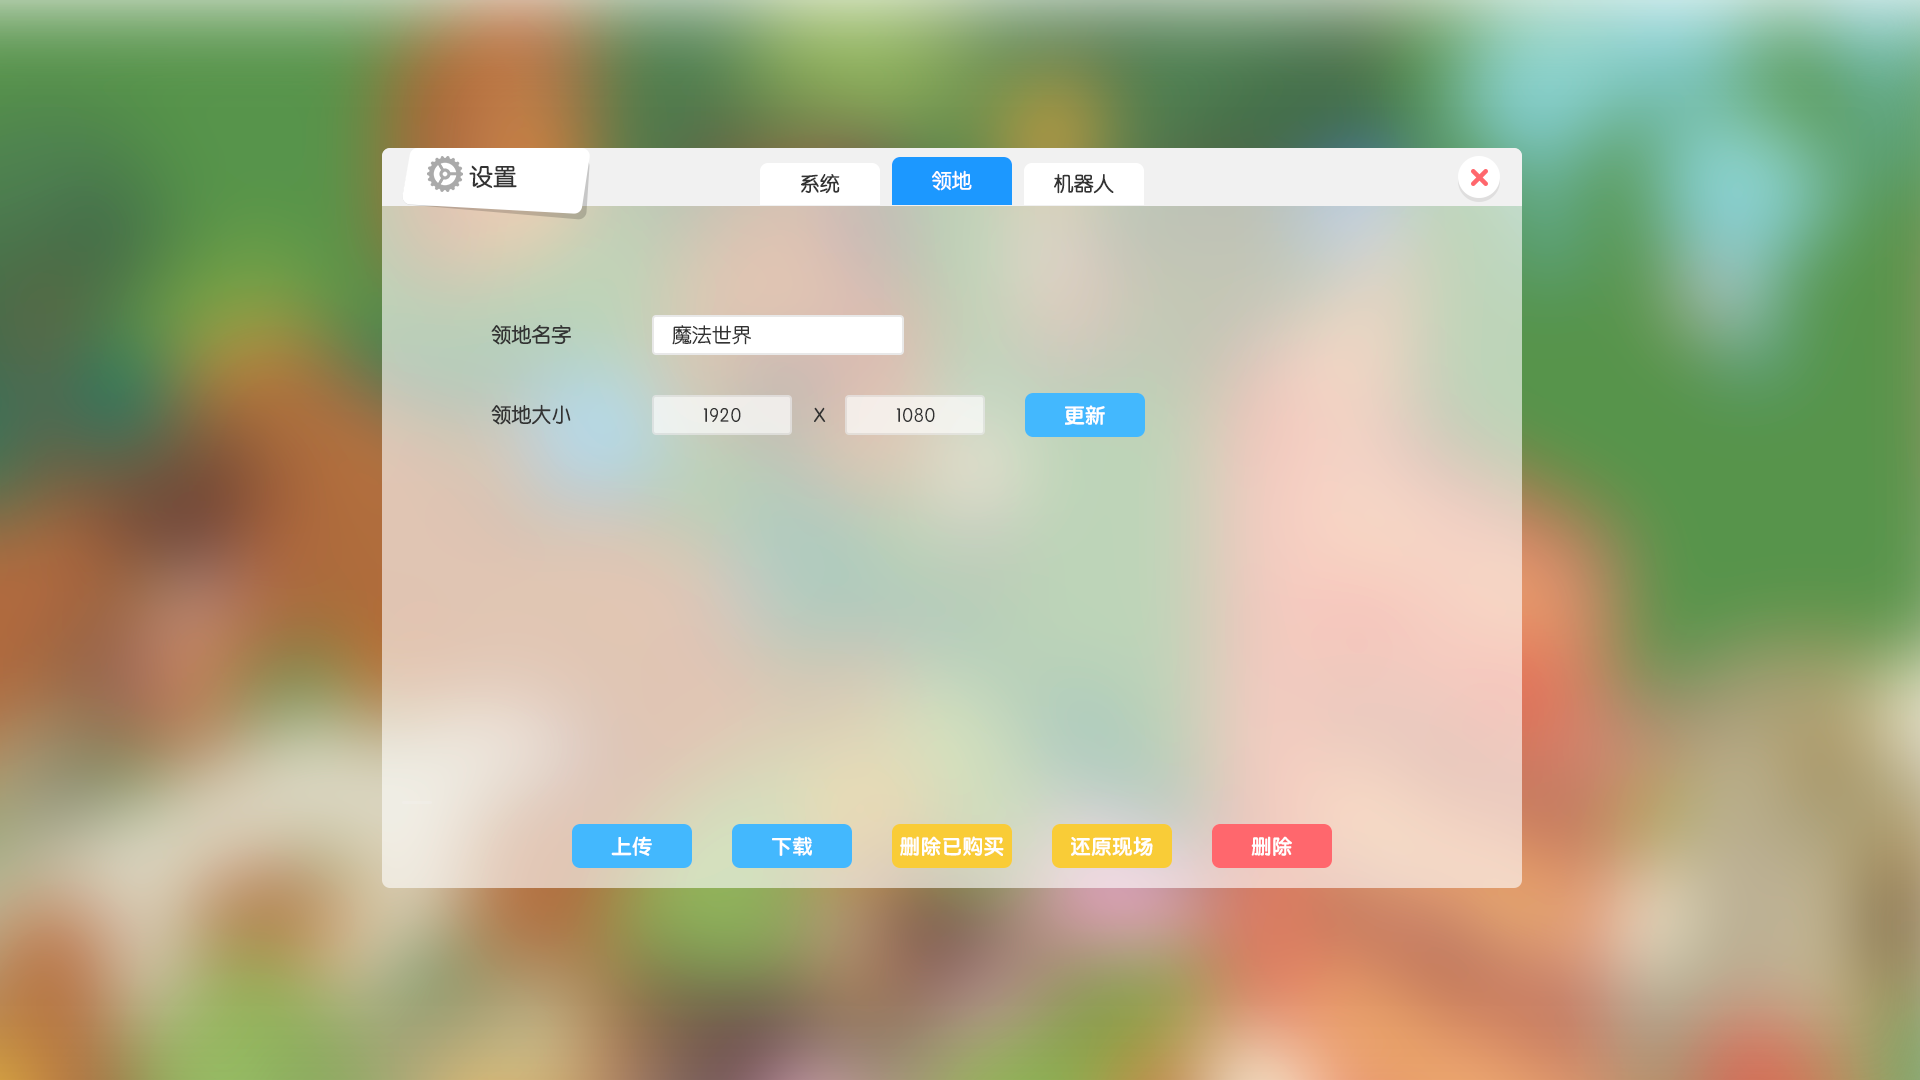 设置
系统 领地 机器人
领地名字 魔法世界
领地大小 1920 X 1080 更新
上传 下载 删除已购买 还原现场 删除